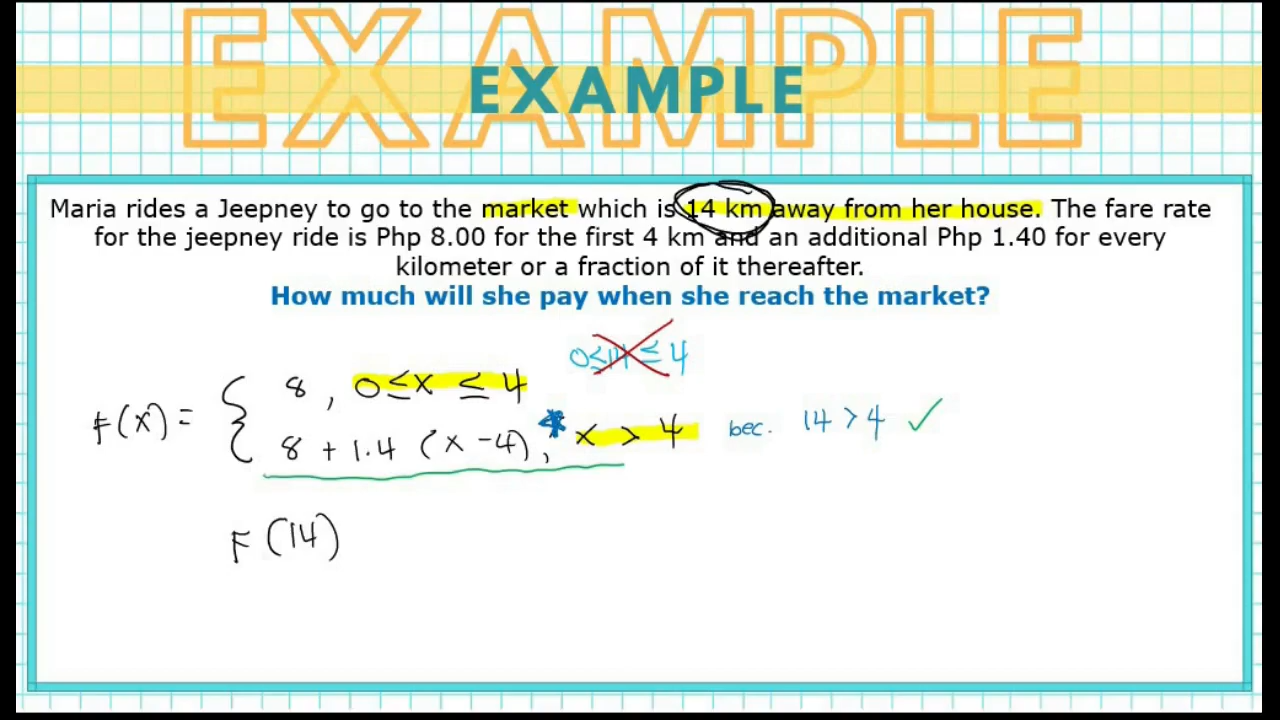 EXAMPLE
EXAMPLE
Maria rides a Jeepney to go to the market which is 14 km away from her house. The fare rate
for the jeepney ride is Php 8.00 for the first 4 km and an additional Php 1.40 for every
kilometer or a fraction of it thereafter.
How much will she pay when she reach the market?
0≤14≤4
F(x) = { 8, 0≤x≤4
8 + 1.4 (x-4), * x > 4 bec. 14 > 4 ✓
F(14)